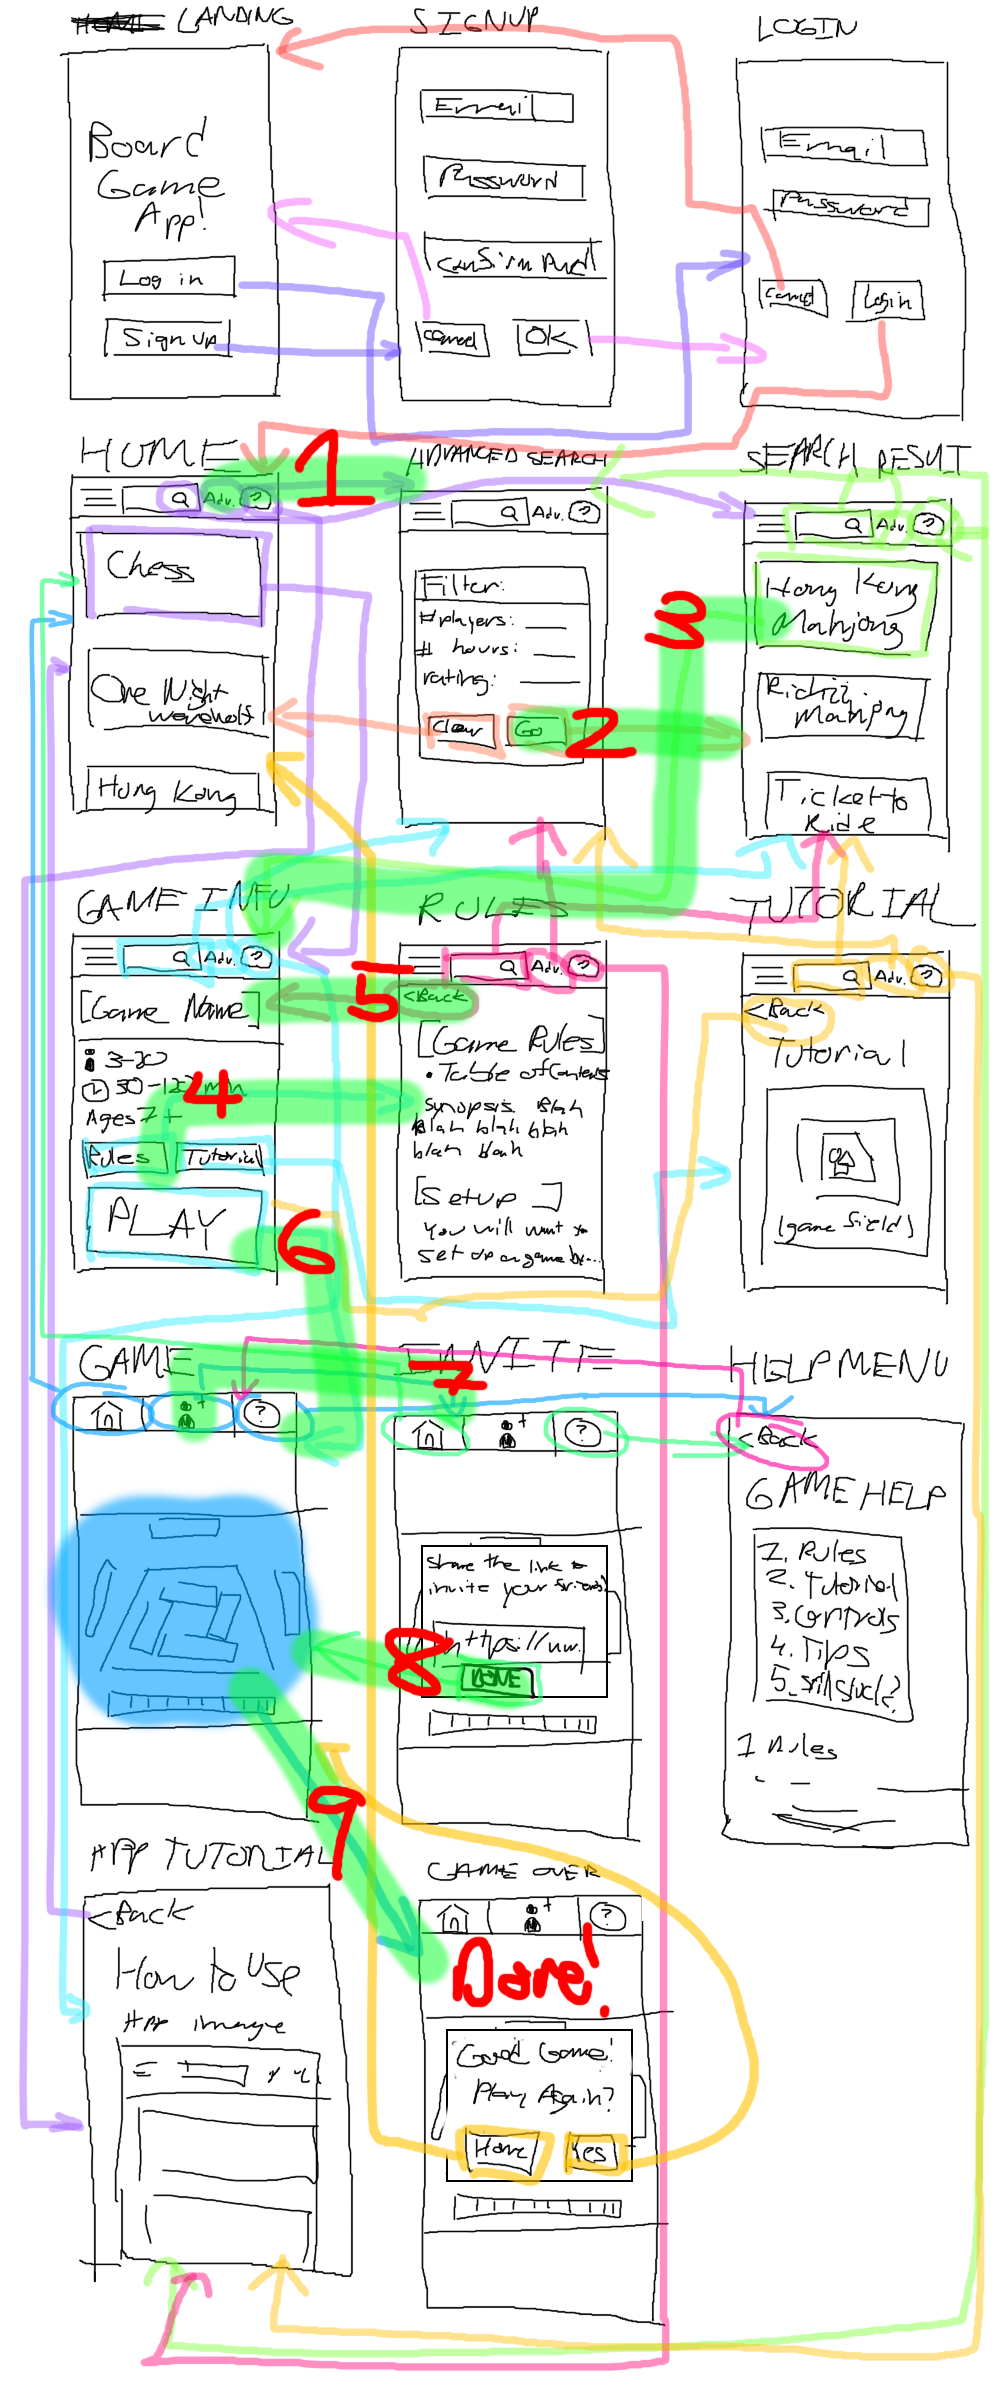 LANDING
SIGNUP
LOGIN
Board
Game
App!
Log in
Sign up
Email
Password
Confirm Pwd
Cancel
OK
Email
Password
Cancel
Login
HOME
1
ADVANCED SEARCH
SEARCH RESULT
Adv. ?
Chess
One Night
Werewolf
Hong Kong
Adv. ?
Filter:
# players:
# hours:
rating:
Clear
Go
2
3
Adv. ?
Hong Kong
Mahjong
Riichii
Mahjong
Ticket to
Ride
GAME INFO
RULES
TUTORIAL
Adv. ?
[Game Name]
3-20
30-120 min
Ages 7+
Rules
Tutorial
PLAY
4
5
6
Adv. ?
<Back
[Game Rules]
• Table of Contents
Synopsis Blah
blah blah blah
blah blah
[Setup]
You will want to
set up a game by...
Adv. ?
<Back
Tutorial
(game field)
GAME
INVITE
HELP MENU
7
?
?
Share the link to
invite your friends!
https://ww.
DONE
8
<Back
GAME HELP
1. Rules
2. Tutorial
3. Controls
4. Tips
5. Still stuck?
1 Rules
9
APP TUTORIAL
GAME OVER
<Back
How to Use
App image
?
Done!
Good Game!
Play Again?
Home
Yes